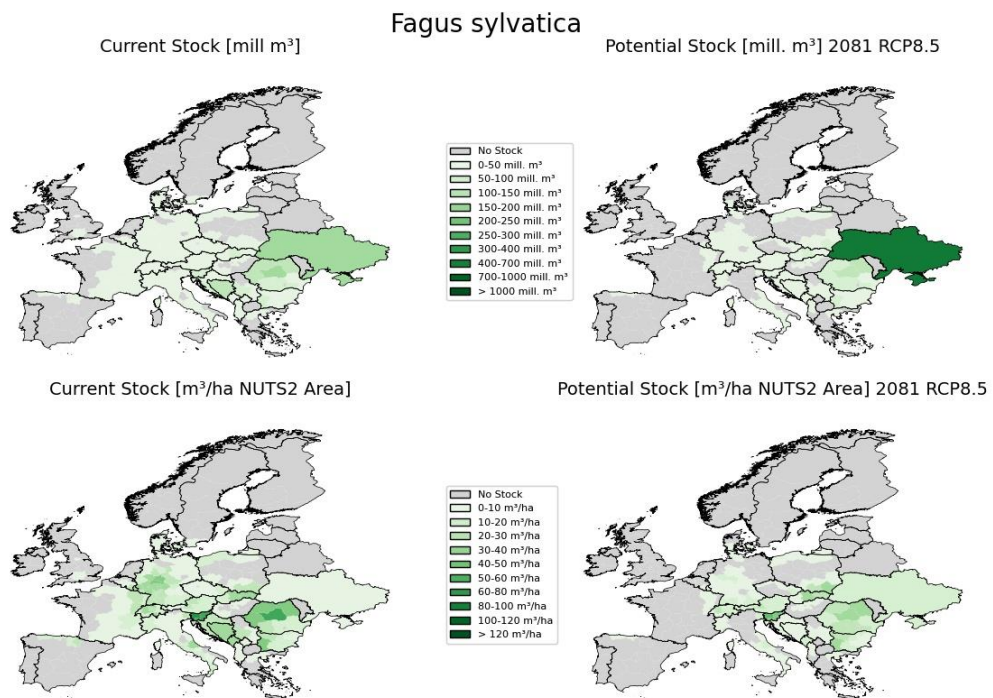 Fagus sylvatica
Current Stock [mill m³]
Potential Stock [mill. m³] 2081 RCP8.5
No Stock
0-50 mill. m³
50-100 mill. m³
100-150 mill. m³
150-200 mill. m³
200-250 mill. m³
250-300 mill. m³
300-400 mill. m³
400-700 mill. m³
700-1000 mill. m³
> 1000 mill. m³
Current Stock [m³/ha NUTS2 Area]
Potential Stock [m³/ha NUTS2 Area] 2081 RCP8.5
No Stock
0-10 m³/ha
10-20 m³/ha
20-30 m³/ha
30-40 m³/ha
40-50 m³/ha
50-60 m³/ha
60-80 m³/ha
80-100 m³/ha
100-120 m³/ha
> 120 m³/ha